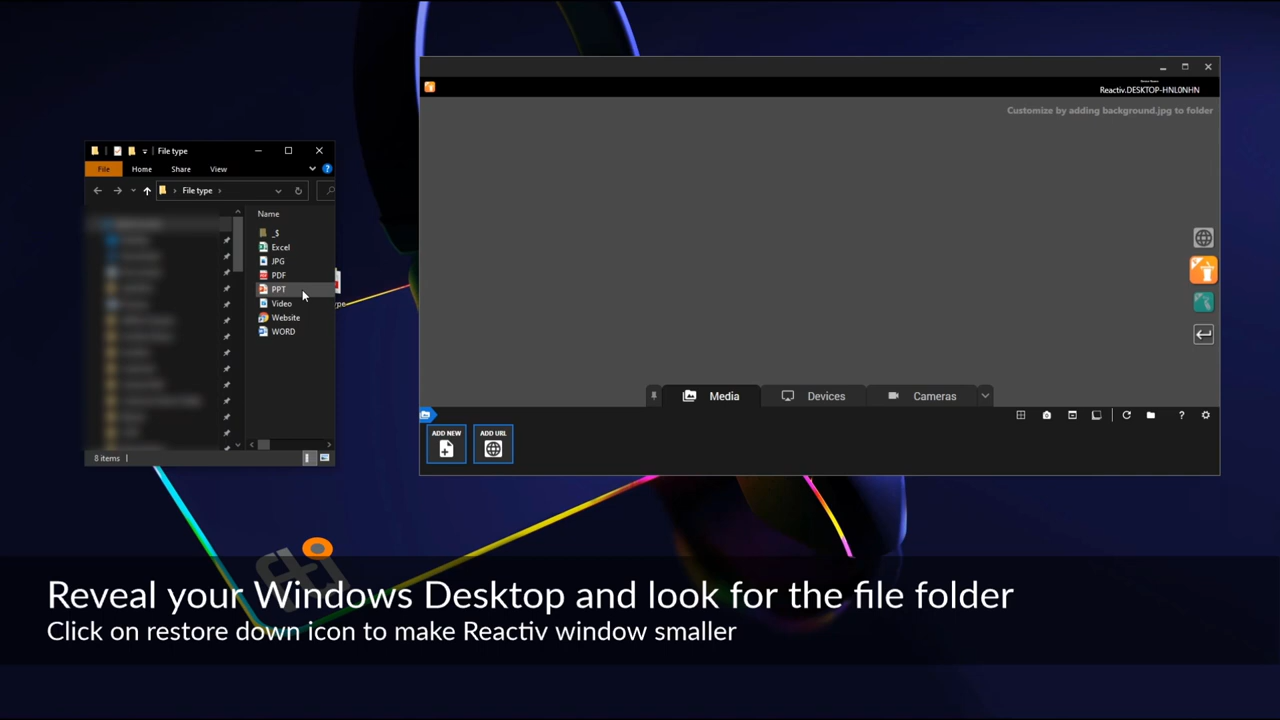 File type
File
Home
Share
View
File type
Name
_$
Excel
JPG
PDF
PPT
Video
Website
WORD
8 items
Reactiv.DESKTOP-HNL0NHN
Customize by adding background.jpg to folder
Media
Devices
Cameras
ADD NEW
ADD URL
Reveal your Windows Desktop and look for the file folder
Click on restore down icon to make Reactiv window smaller